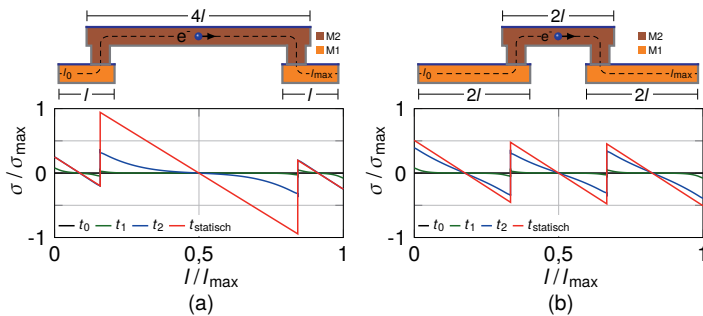 4l
e⁻
M2
M1
l₀
lmax
l
l
2l
e⁻
M2
M1
l₀
lmax
2l
2l
σ / σmax
1
0
-1
t₀ t₁ t₂ tstatisch
0
0,5
1
l / lmax
(a)
σ / σmax
1
0
-1
t₀ t₁ t₂ tstatisch
0
0,5
1
l / lmax
(b)